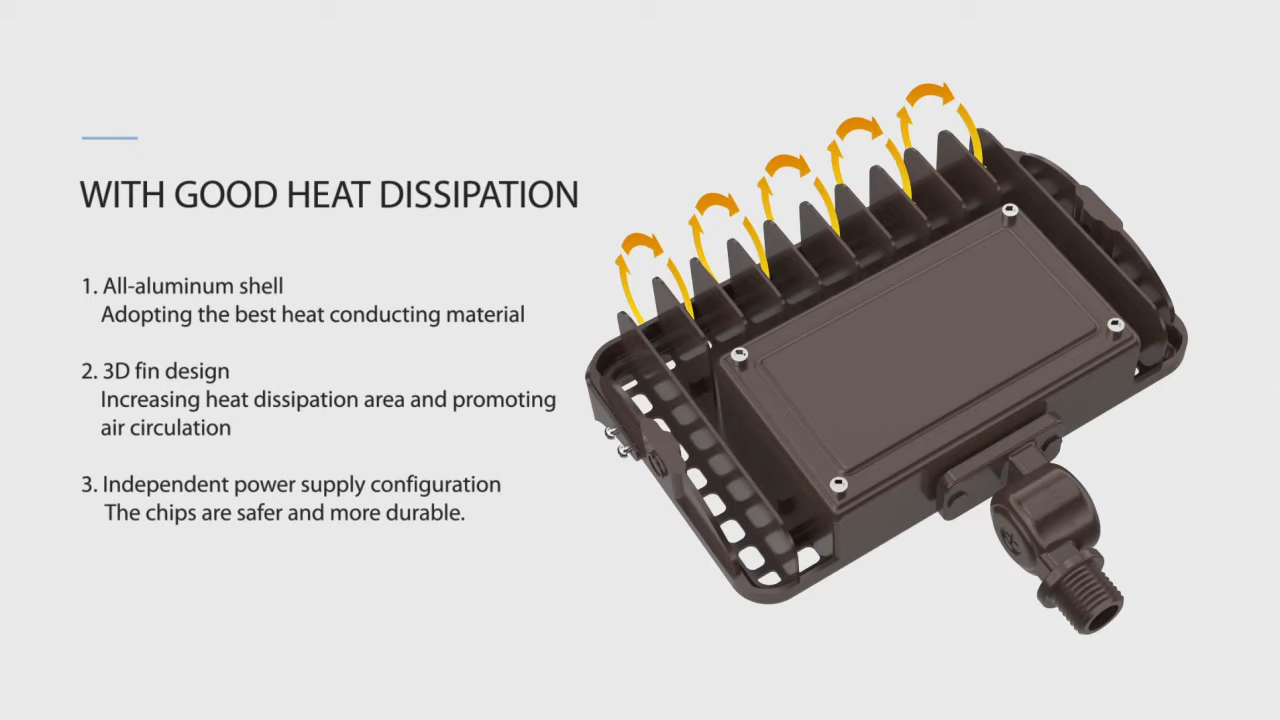 WITH GOOD HEAT DISSIPATION
1. All-aluminum shell
Adopting the best heat conducting material
2. 3D fin design
Increasing heat dissipation area and promoting
air circulation
3. Independent power supply configuration
The chips are safer and more durable.